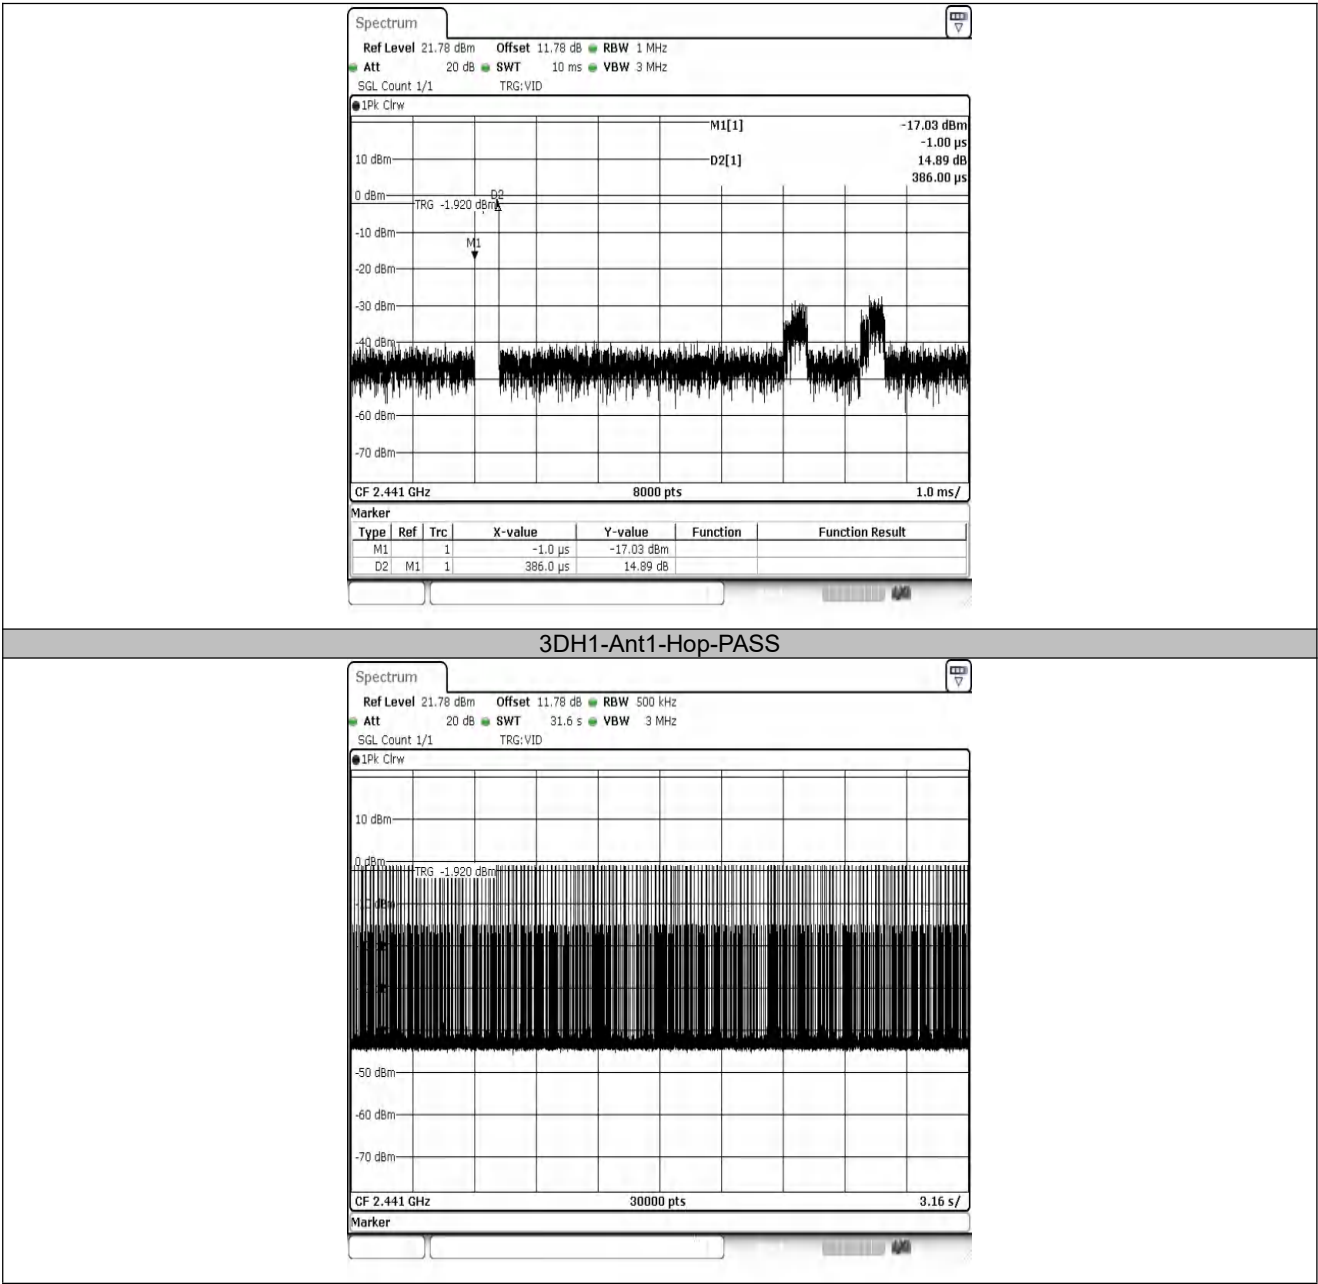 Spectrum
Ref Level 21.78 dBm Offset 11.78 dB RBW 1 MHz
Att 20 dB SWT 10 ms VBW 3 MHz
SGL Count 1/1 TRG:VID
1Pk Clrw
M1[1] -17.03 dBm
-1.00 µs
10 dBm D2[1] 14.89 dB
386.00 µs
0 dBm D2
TRG -1.920 dBm
-10 dBm
M1
-20 dBm
-30 dBm
-40 dBm
-60 dBm
-70 dBm
CF 2.441 GHz 8000 pts 1.0 ms/
Marker
Type Ref Trc X-value Y-value Function Function Result
M1 1 -1.0 µs -17.03 dBm
D2 M1 1 386.0 µs 14.89 dB
3DH1-Ant1-Hop-PASS
Spectrum
Ref Level 21.78 dBm Offset 11.78 dB RBW 500 kHz
Att 20 dB SWT 31.6 s VBW 3 MHz
SGL Count 1/1 TRG:VID
1Pk Clrw
10 dBm
0 dBm
TRG -1.920 dBm
-50 dBm
-60 dBm
-70 dBm
CF 2.441 GHz 30000 pts 3.16 s/
Marker